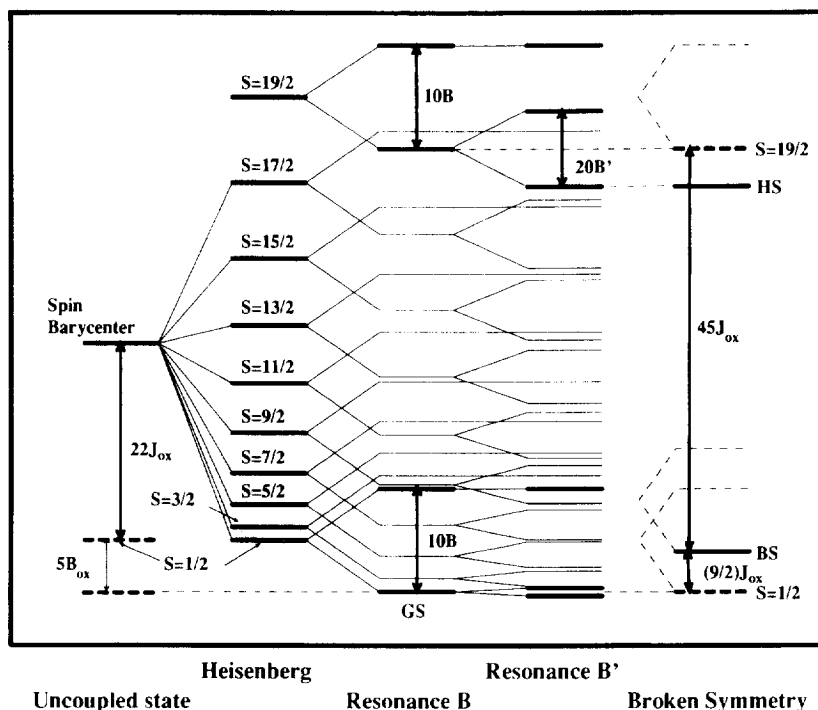 S=19/2
10B
S=17/2
20B'
S=19/2
HS
S=15/2
Spin
Barycenter
S=13/2
45J_ox
S=11/2
S=9/2
22J_ox
S=7/2
S=5/2
S=3/2
10B
BS
5B_ox
S=1/2
(9/2)J_ox
GS
S=1/2
Heisenberg
Resonance B'
Uncoupled state
Resonance B
Broken Symmetry